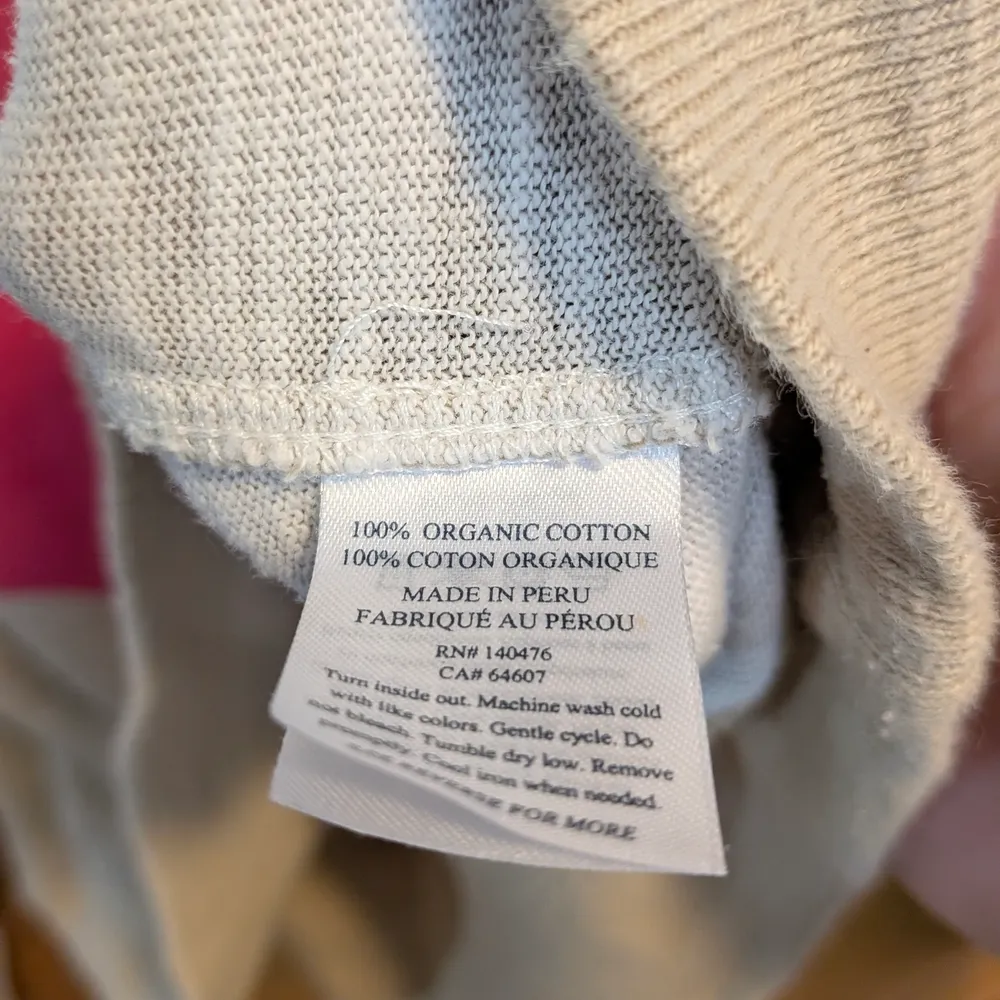 100% ORGANIC COTTON
100% COTON ORGANIQUE
MADE IN PERU
FABRIQUÉ AU PÉROU
RN# 140476
CA# 64607
Turn inside out. Machine wash cold
with like colors. Gentle cycle. Do
not bleach. Tumble dry low. Remove
promptly. Cool iron when needed.
FOR MORE